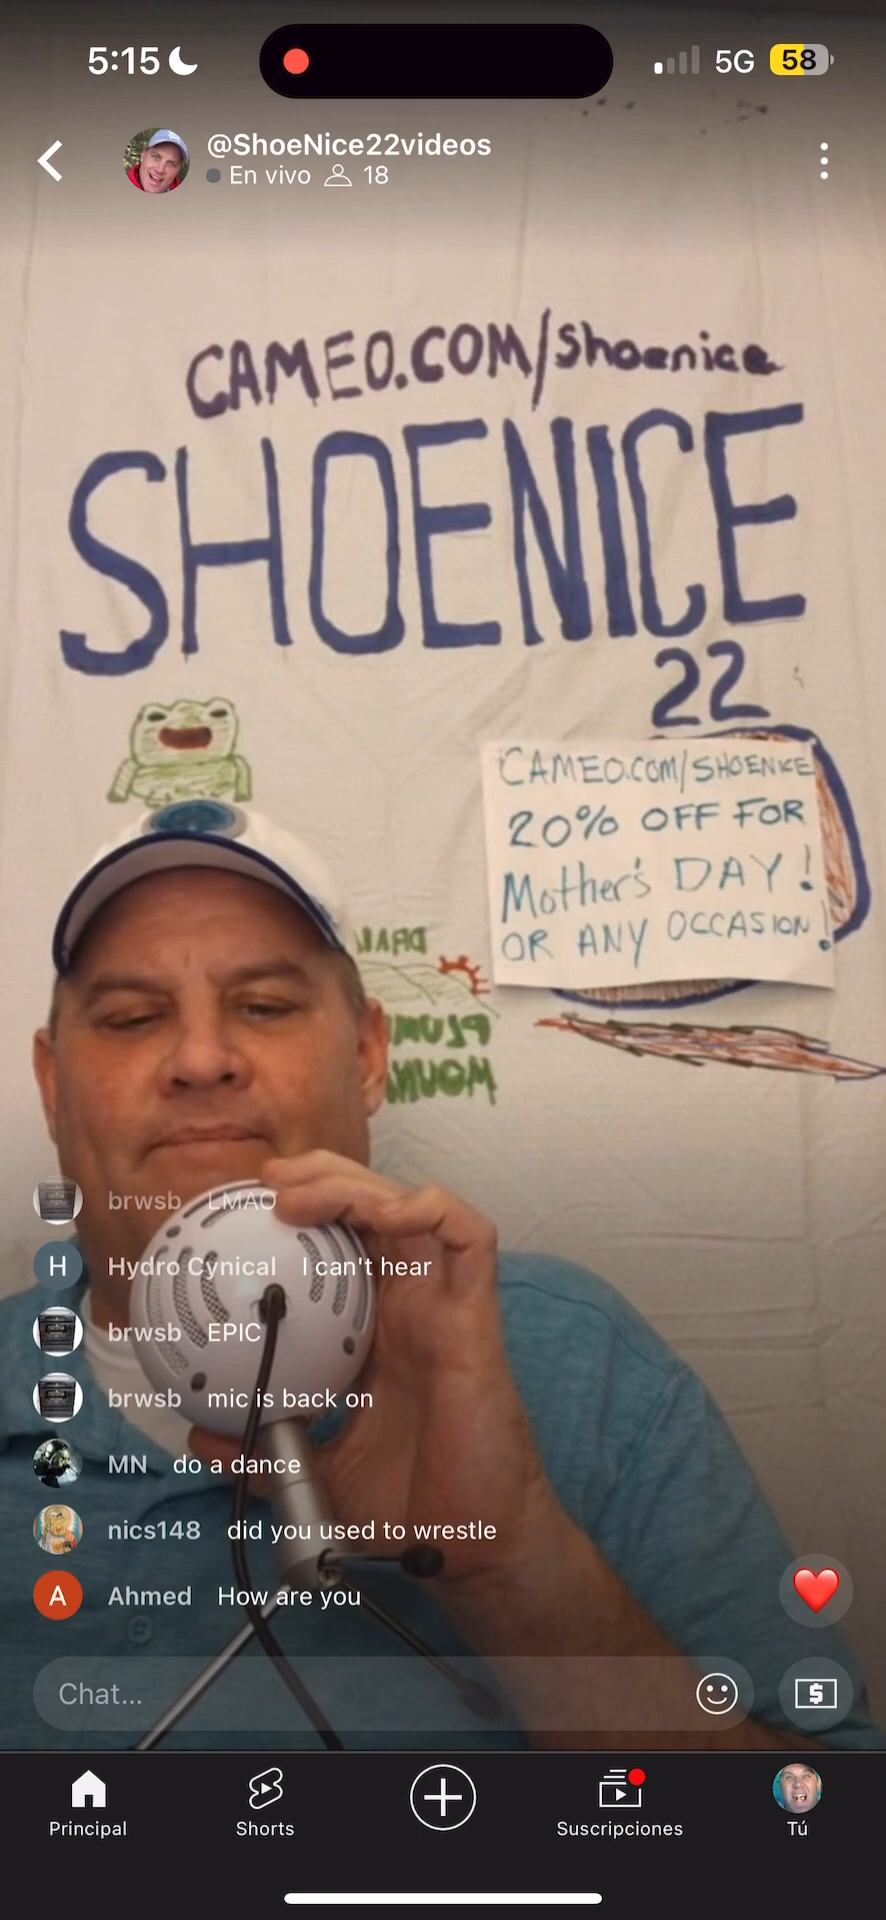 5:15
5G
58
@ShoeNice22videos
En vivo 18
CAMEO.COM/shoenice
SHOENICE
22
CAMEO.COM/SHOENICE
20% OFF FOR
Mother's DAY!
OR ANY OCCASION!
brwsb LMAO
H Hydro Cynical I can't hear
brwsb EPIC
brwsb mic is back on
MN do a dance
nics148 did you used to wrestle
A Ahmed How are you
Chat...
Principal
Shorts
Suscripciones
Tú